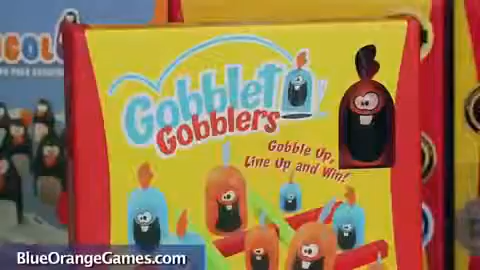 Gobblet
Gobblers
Gobble Up,
Line Up and Win!
BlueOrangeGames.com